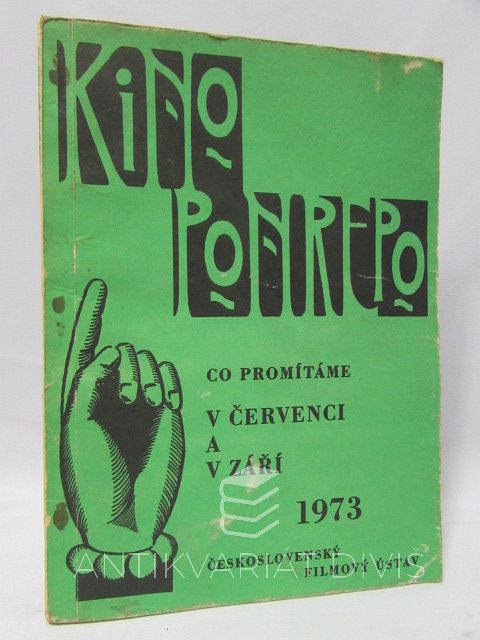 KINO
PONREPO
CO PROMÍTÁME
V ČERVENCI
A
V ZÁŘÍ
1973
ČESKOSLOVENSKÝ
FILMOVÝ ÚSTAV
ANTIKVARIÁT DIVIŠ